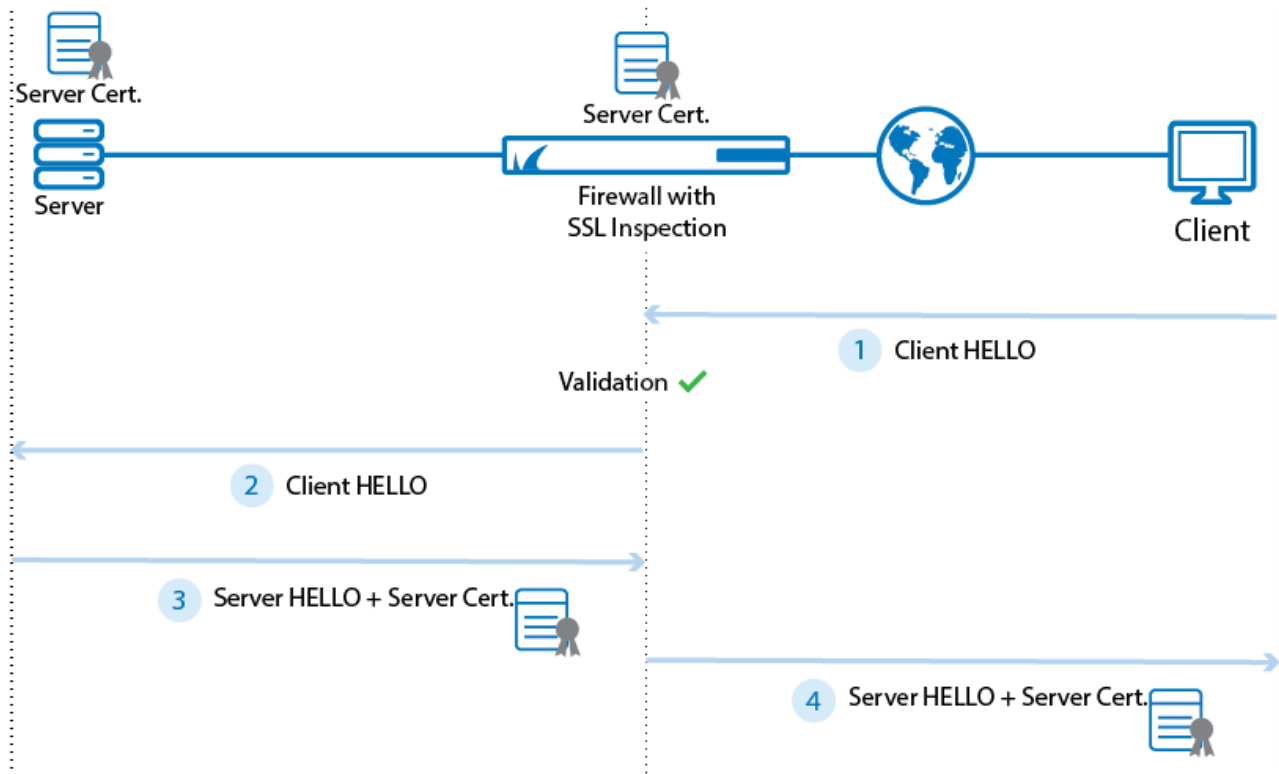 Server Cert.
Server Cert.
Server
Firewall with
SSL Inspection
Client
1 Client HELLO
Validation
2 Client HELLO
3 Server HELLO + Server Cert.
4 Server HELLO + Server Cert.